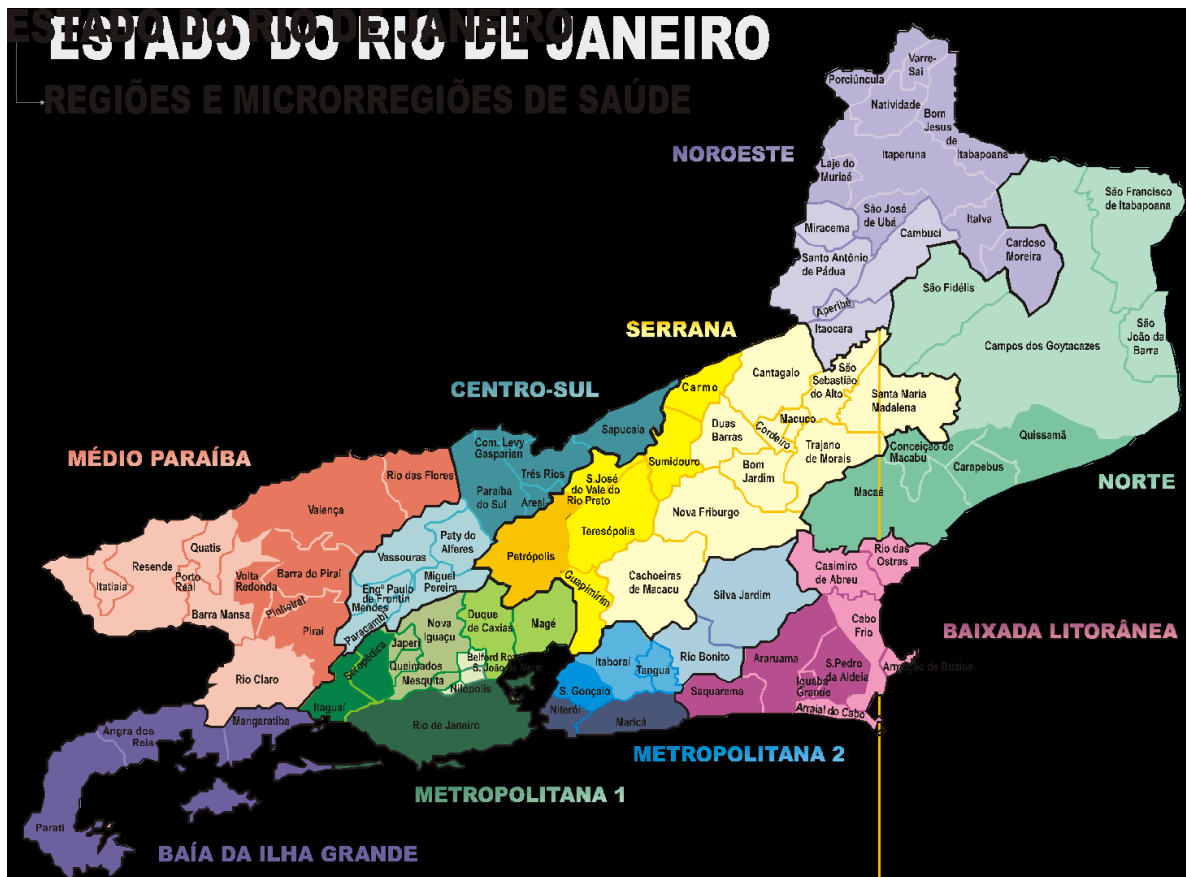 ESTADO DO RIO DE JANEIRO
ESTADO DO RIO DE JANEIRO
REGIÕES E MICRORREGIÕES DE SAÚDE
NOROESTE
Porciúncula
Varre-
Sai
Natividade
Bom
Jesus
de
Itabapoana
Itaperuna
Laje do
Muriaé
São José
de Ubá
Italva
Cardoso
Moreira
Miracema
Cambuci
Santo Antônio
de Pádua
Aperibé
Itaocara
São Francisco
de Itabapoana
São Fidélis
Campos dos Goytacazes
São
João da
Barra
Quissamã
Conceição de
Macabu
Carapebus
Macaé
NORTE
SERRANA
Carmo
Cantagalo
São
Sebastião
do Alto
Santa Maria
Madalena
Macuco
Cordeiro
Duas
Barras
Trajano
de Morais
Sumidouro
Bom
Jardim
S.José
do Vale do
Rio Preto
Nova Friburgo
Teresópolis
Petrópolis
Guapimirim
Cachoeiras
de Macacu
CENTRO-SUL
Sapucaia
Com. Levy
Gasparian
Três Rios
Paraíba
do Sul
Areal
Paty do
Alferes
Vassouras
Miguel
Pereira
Engº Paulo
de Frontin
Mendes
Paracambi
MÉDIO PARAÍBA
Rio das Flores
Valença
Quatis
Resende
Itatiaia
Porto
Real
Volta
Redonda
Barra do Piraí
Barra Mansa
Pinheiral
Piraí
Rio Claro
Duque
de Caxias
Magé
Nova
Iguaçu
Japeri
Seropédica
Queimados
Belford Roxo
S. João de Meriti
Mesquita
Nilópolis
Itaguaí
Rio de Janeiro
METROPOLITANA 1
Silva Jardim
Rio Bonito
Itaboraí
Tanguá
S. Gonçalo
Niterói
Maricá
METROPOLITANA 2
Casimiro
de Abreu
Rio das
Ostras
Cabo
Frio
BAIXADA LITORÂNEA
Araruama
S.Pedro
da Aldeia
Armação de Búzios
Iguaba
Grande
Saquarema
Arraial do Cabo
Mangaratiba
Angra dos
Reis
Parati
BAÍA DA ILHA GRANDE